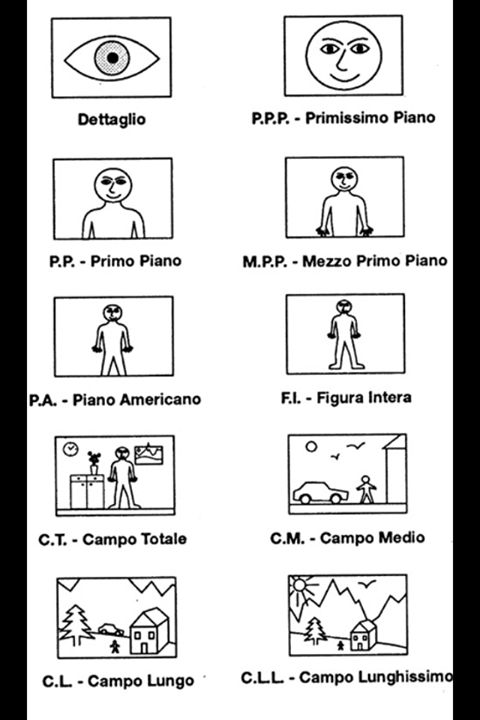 Dettaglio
P.P.P. - Primissimo Piano
P.P. - Primo Piano
M.P.P. - Mezzo Primo Piano
P.A. - Piano Americano
F.I. - Figura Intera
C.T. - Campo Totale
C.M. - Campo Medio
C.L. - Campo Lungo
C.L.L. - Campo Lunghissimo